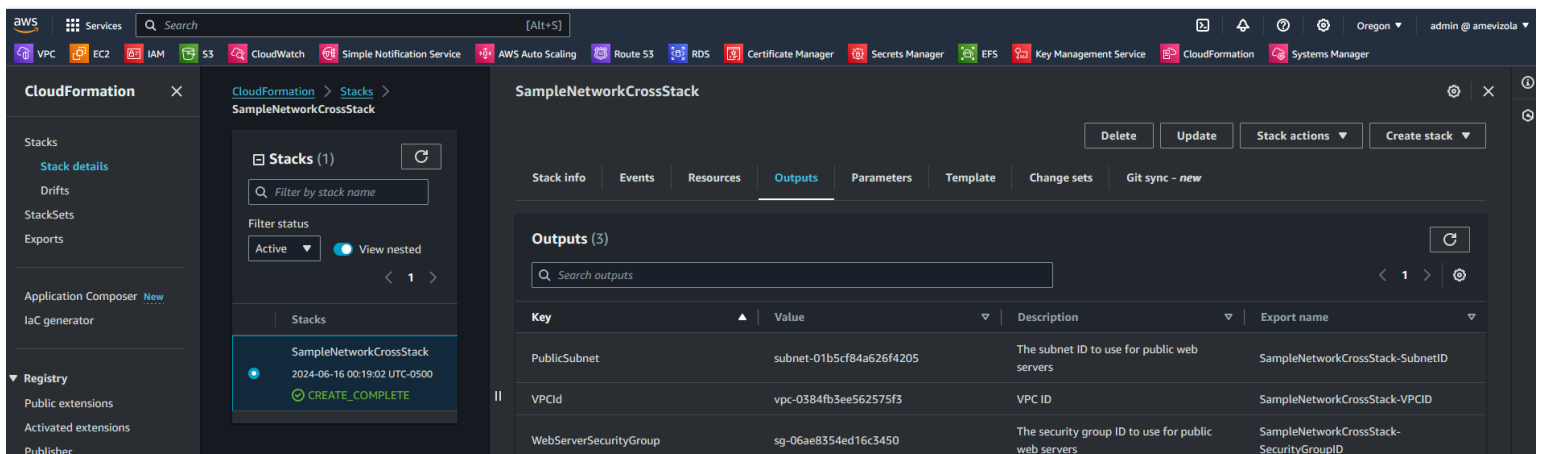 aws Services Search [Alt+S] Oregon ▼ admin @ amevizola ▼
VPC EC2 IAM S3 CloudWatch Simple Notification Service AWS Auto Scaling Route 53 RDS Certificate Manager Secrets Manager EFS Key Management Service CloudFormation Systems Manager
CloudFormation
Stacks
Stack details
Drifts
StackSets
Exports
Application Composer New
IaC generator
Registry
Public extensions
Activated extensions
Publisher
CloudFormation > Stacks >
SampleNetworkCrossStack
Stacks (1)
Filter by stack name
Filter status
Active
View nested
< 1 >
Stacks
SampleNetworkCrossStack
2024-06-16 00:19:02 UTC-0500
CREATE_COMPLETE
SampleNetworkCrossStack
Delete Update Stack actions ▼ Create stack ▼
Stack info Events Resources Outputs Parameters Template Change sets Git sync - new
Outputs (3)
Search outputs
< 1 >
Key Value Description Export name
PublicSubnet subnet-01b5cf84a626f4205 The subnet ID to use for public web servers SampleNetworkCrossStack-SubnetID
VPCId vpc-0384fb3ee562575f3 VPC ID SampleNetworkCrossStack-VPCID
WebServerSecurityGroup sg-06ae8354ed16c3450 The security group ID to use for public web servers SampleNetworkCrossStack-SecurityGroupID